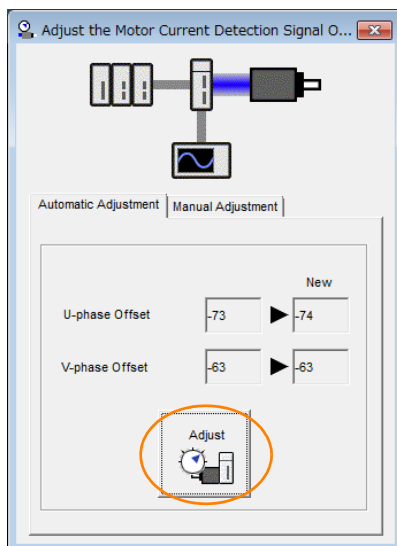 Adjust the Motor Current Detection Signal O...
Automatic Adjustment Manual Adjustment
New
U-phase Offset -73 -74
V-phase Offset -63 -63
Adjust